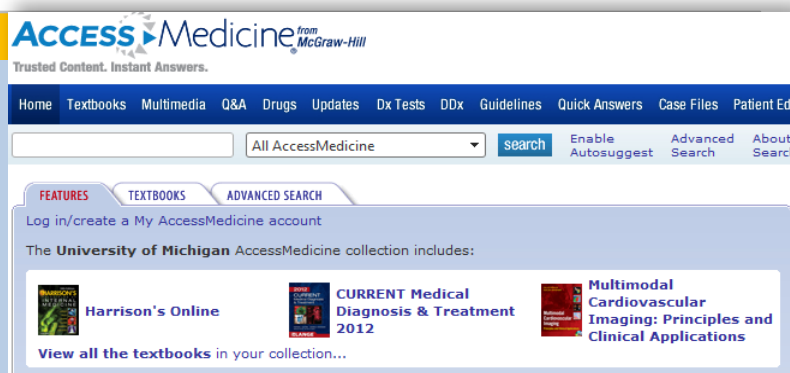 ACCESS Medicine from McGraw-Hill
Trusted Content. Instant Answers.
Home Textbooks Multimedia Q&A Drugs Updates Dx Tests DDx Guidelines Quick Answers Case Files Patient Ed
All AccessMedicine search Enable Autosuggest Advanced Search About Search
FEATURES TEXTBOOKS ADVANCED SEARCH
Log in/create a My AccessMedicine account
The University of Michigan AccessMedicine collection includes:
Harrison's Online
CURRENT Medical
Diagnosis & Treatment
2012
Multimodal
Cardiovascular
Imaging: Principles and
Clinical Applications
View all the textbooks in your collection...